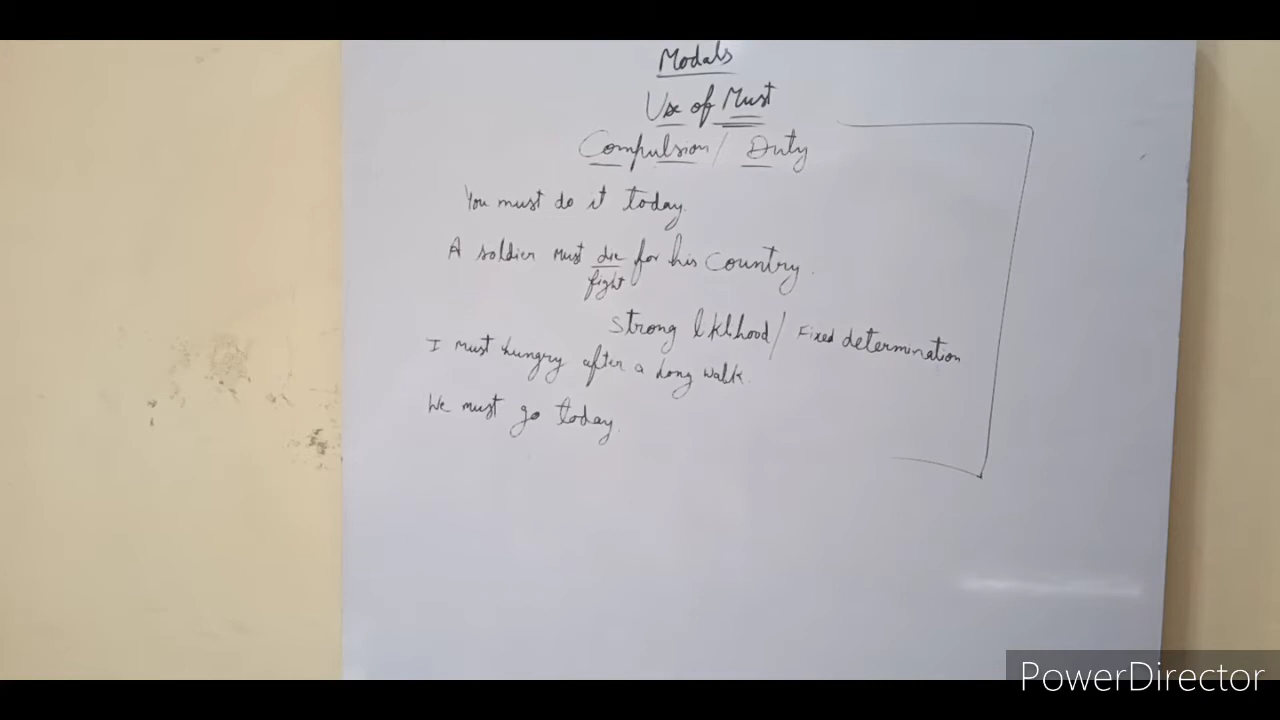 Modals
Use of Must
Compulsion / Duty
You must do it today.
A soldier must die for his country.
fight
Strong liklihood / Fixed determination
I must hungry after a long walk.
We must go today.
PowerDirector